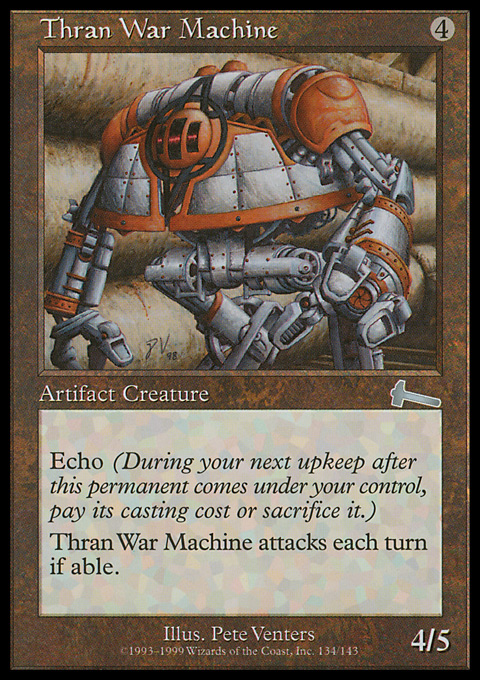 Thran War Machine 4
PV 98
Artifact Creature
Echo (During your next upkeep after
this permanent comes under your control,
pay its casting cost or sacrifice it.)
Thran War Machine attacks each turn
if able.
Illus. Pete Venters
©1993-1999 Wizards of the Coast, Inc. 134/143
4/5